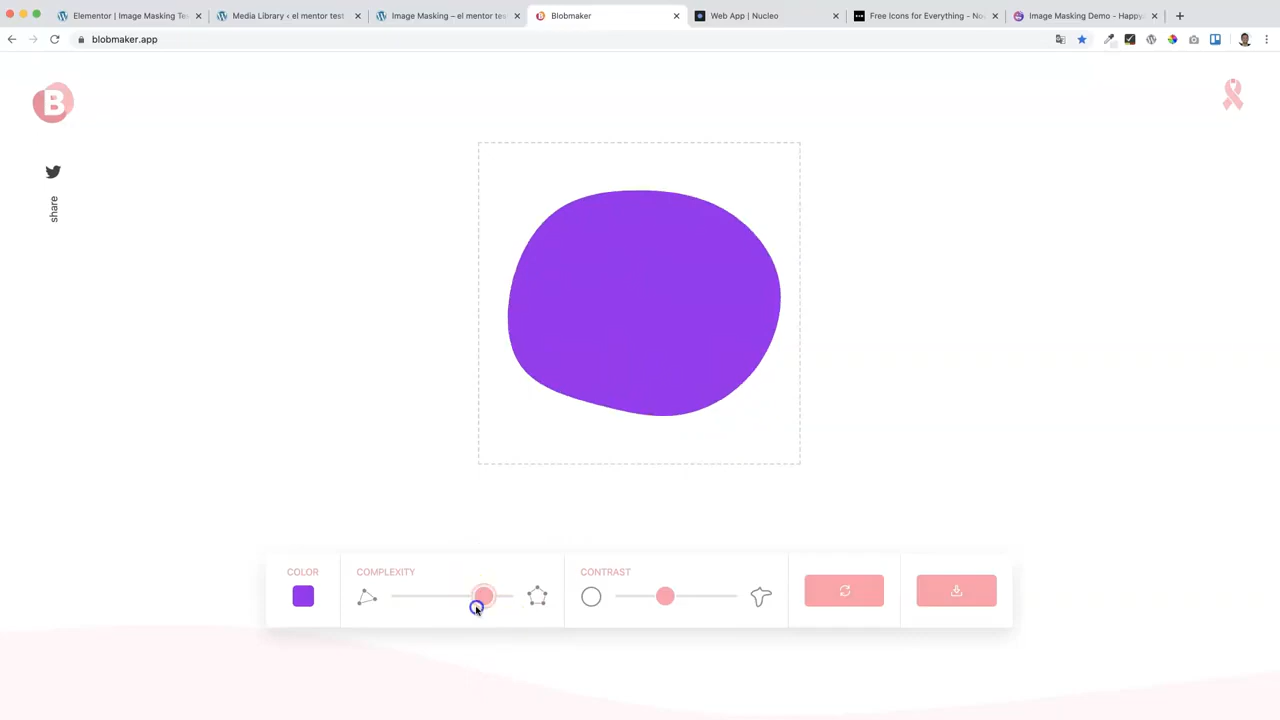 Elementor | Image Masking Te
Media Library ‹ el mentor test
Image Masking – el mentor tes
Blobmaker
Web App | Nucleo
Free Icons for Everything - No
Image Masking Demo - Happy
blobmaker.app
B
share
COLOR
COMPLEXITY
CONTRAST